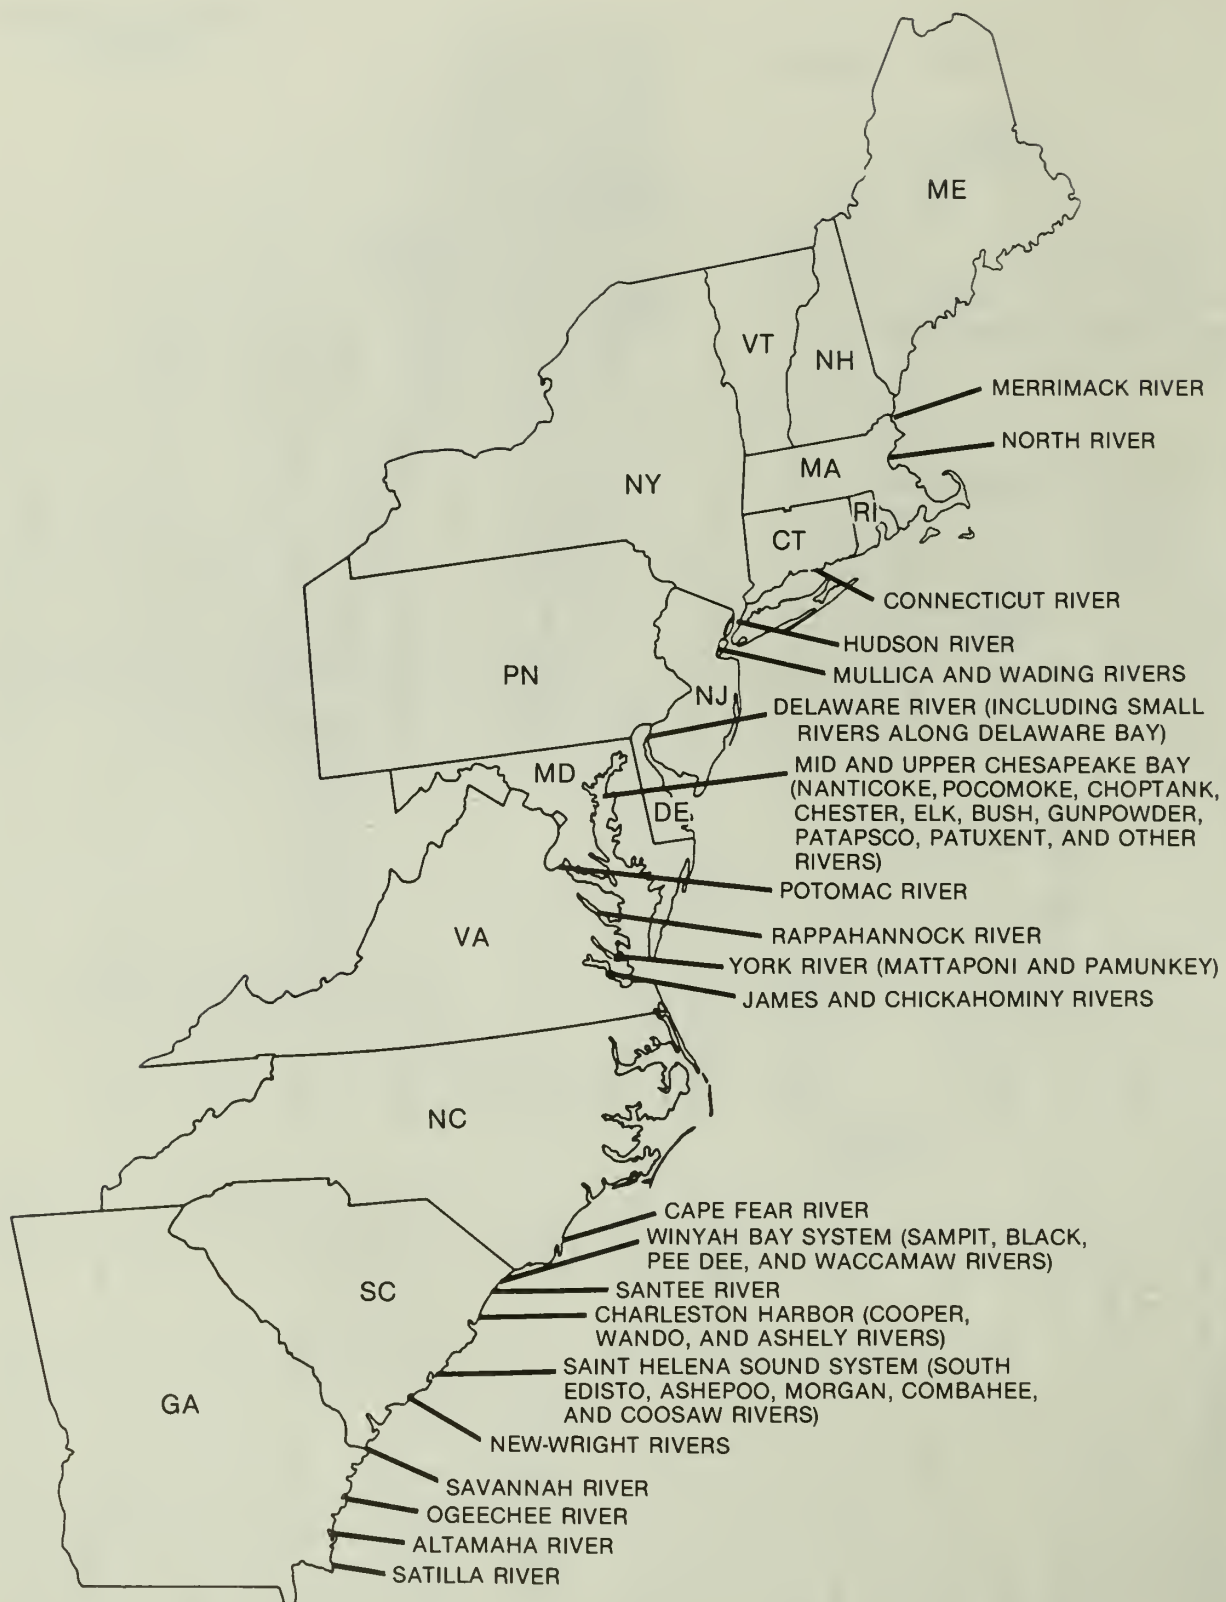 ME
VT
NH
MERRIMACK RIVER
NORTH RIVER
MA
NY
RI
CT
CONNECTICUT RIVER
HUDSON RIVER
MULLICA AND WADING RIVERS
PN
NJ
DELAWARE RIVER (INCLUDING SMALL
RIVERS ALONG DELAWARE BAY)
MD
MID AND UPPER CHESAPEAKE BAY
(NANTICOKE, POCOMOKE, CHOPTANK,
CHESTER, ELK, BUSH, GUNPOWDER,
PATAPSCO, PATUXENT, AND OTHER
RIVERS)
DE
POTOMAC RIVER
VA
RAPPAHANNOCK RIVER
YORK RIVER (MATTAPONI AND PAMUNKEY)
JAMES AND CHICKAHOMINY RIVERS
NC
CAPE FEAR RIVER
WINYAH BAY SYSTEM (SAMPIT, BLACK,
PEE DEE, AND WACCAMAW RIVERS)
SC
SANTEE RIVER
CHARLESTON HARBOR (COOPER,
WANDO, AND ASHELY RIVERS)
SAINT HELENA SOUND SYSTEM (SOUTH
EDISTO, ASHEPOO, MORGAN, COMBAHEE,
AND COOSAW RIVERS)
GA
NEW-WRIGHT RIVERS
SAVANNAH RIVER
OGEECHEE RIVER
ALTAMAHA RIVER
SATILLA RIVER